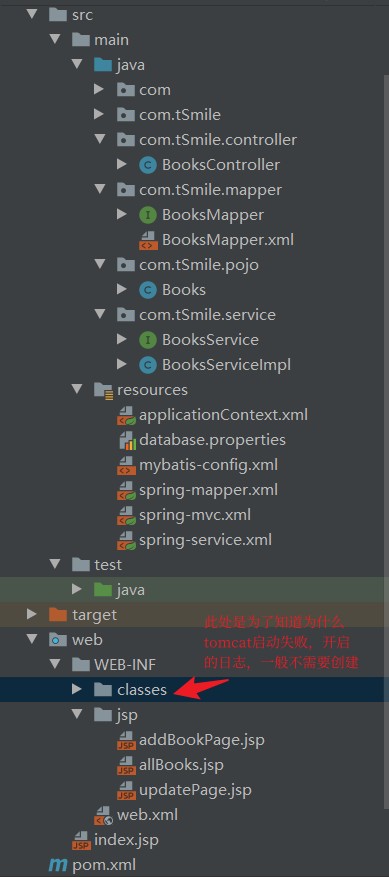 src
main
java
com
com.tSmile
com.tSmile.controller
BooksController
com.tSmile.mapper
BooksMapper
BooksMapper.xml
com.tSmile.pojo
Books
com.tSmile.service
BooksService
BooksServiceImpl
resources
applicationContext.xml
database.properties
mybatis-config.xml
spring-mapper.xml
spring-mvc.xml
spring-service.xml
test
java
target
web
此处是为了知道为什么
tomcat启动失败，开启
的日志，一般不需要创建
WEB-INF
classes
jsp
addBookPage.jsp
allBooks.jsp
updatePage.jsp
web.xml
index.jsp
pom.xml